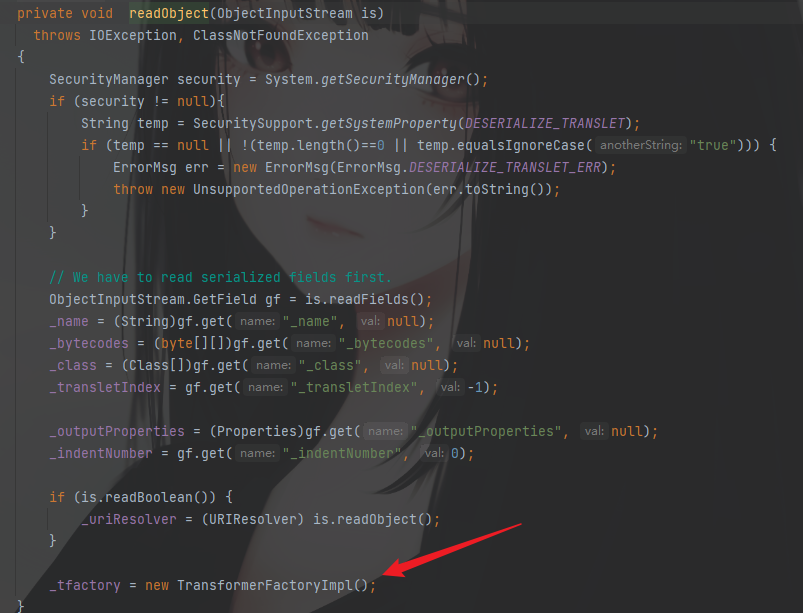 private void readObject(ObjectInputStream is)
throws IOException, ClassNotFoundException
{
SecurityManager security = System.getSecurityManager();
if (security != null){
String temp = SecuritySupport.getSystemProperty(DESERIALIZE_TRANSLET);
if (temp == null || !(temp.length()==0 || temp.equalsIgnoreCase( anotherString: "true"))) {
ErrorMsg err = new ErrorMsg(ErrorMsg.DESERIALIZE_TRANSLET_ERR);
throw new UnsupportedOperationException(err.toString());
}
}
// We have to read serialized fields first.
ObjectInputStream.GetField gf = is.readFields();
_name = (String)gf.get( name: "_name", val: null);
_bytecodes = (byte[][])gf.get( name: "_bytecodes", val: null);
_class = (Class[])gf.get( name: "_class", val: null);
_transletIndex = gf.get( name: "_transletIndex", val: -1);
_outputProperties = (Properties)gf.get( name: "_outputProperties", val: null);
_indentNumber = gf.get( name: "_indentNumber", val: 0);
if (is.readBoolean()) {
_uriResolver = (URIResolver) is.readObject();
}
_tfactory = new TransformerFactoryImpl();
}